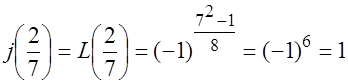 j(2/7) = L(2/7) = (-1)^{(7^2-1)/8} = (-1)^6 = 1